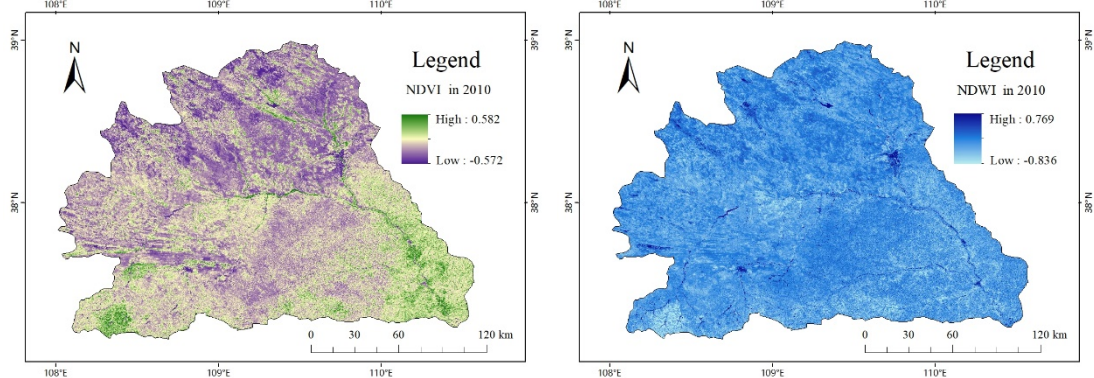 108°E
109°E
110°E
39°N
38°N
N
Legend
NDVI in 2010
High : 0.582
Low : -0.572
0 30 60 120 km
108°E
109°E
110°E
39°N
38°N
108°E
109°E
110°E
39°N
38°N
N
Legend
NDWI in 2010
High : 0.769
Low : -0.836
0 30 60 120 km
108°E
109°E
110°E
39°N
38°N